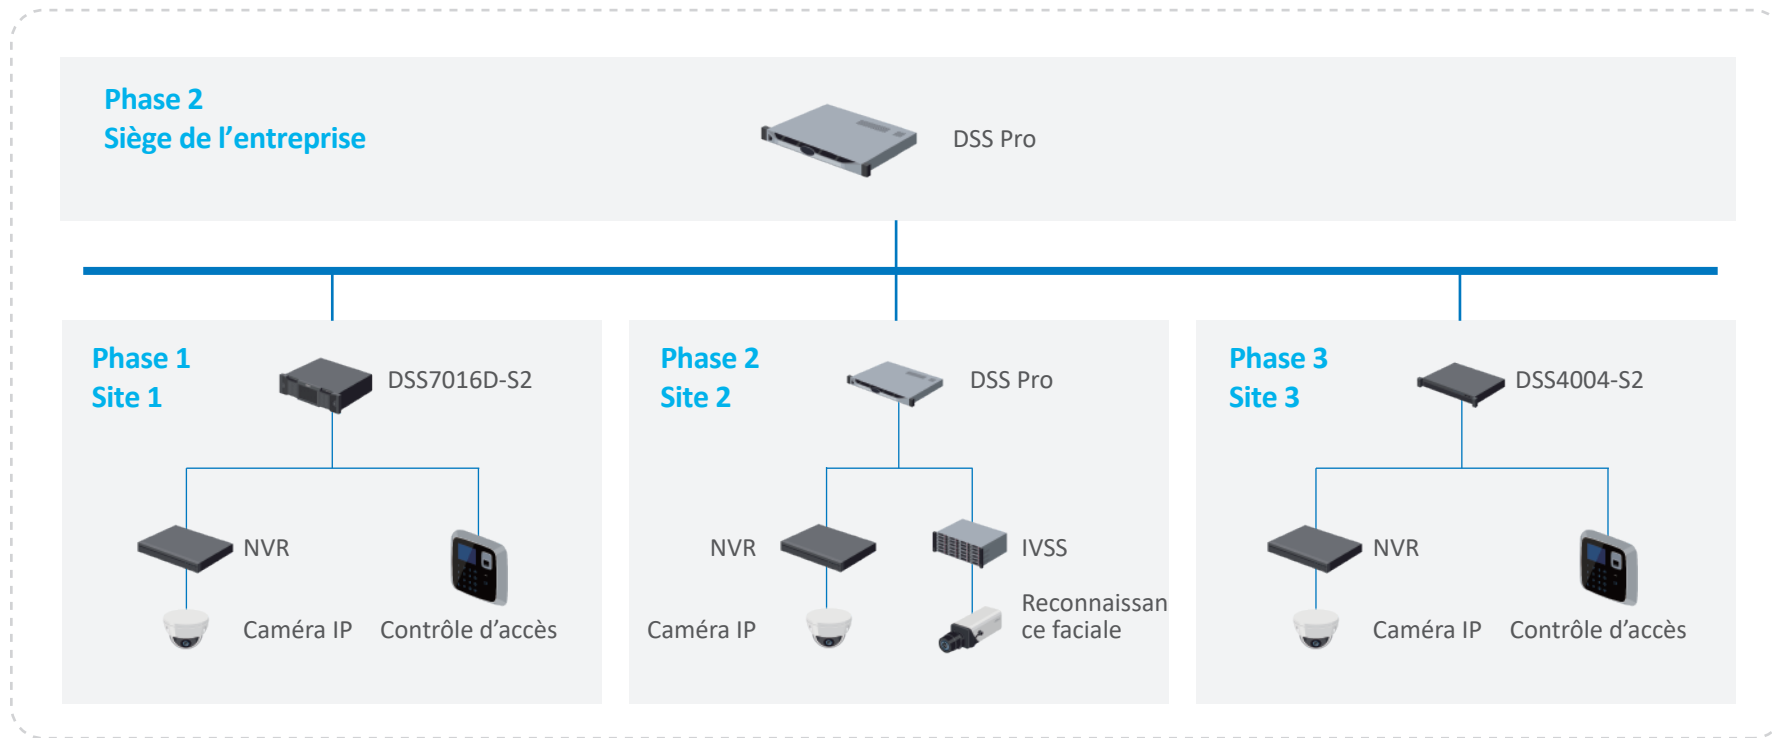 Phase 2
Siège de l’entreprise
DSS Pro
Phase 1
Site 1
DSS7016D-S2
NVR
Caméra IP
Contrôle d’accès
Phase 2
Site 2
DSS Pro
NVR
IVSS
Caméra IP
Reconnaissan
ce faciale
Phase 3
Site 3
DSS4004-S2
NVR
Caméra IP
Contrôle d’accès